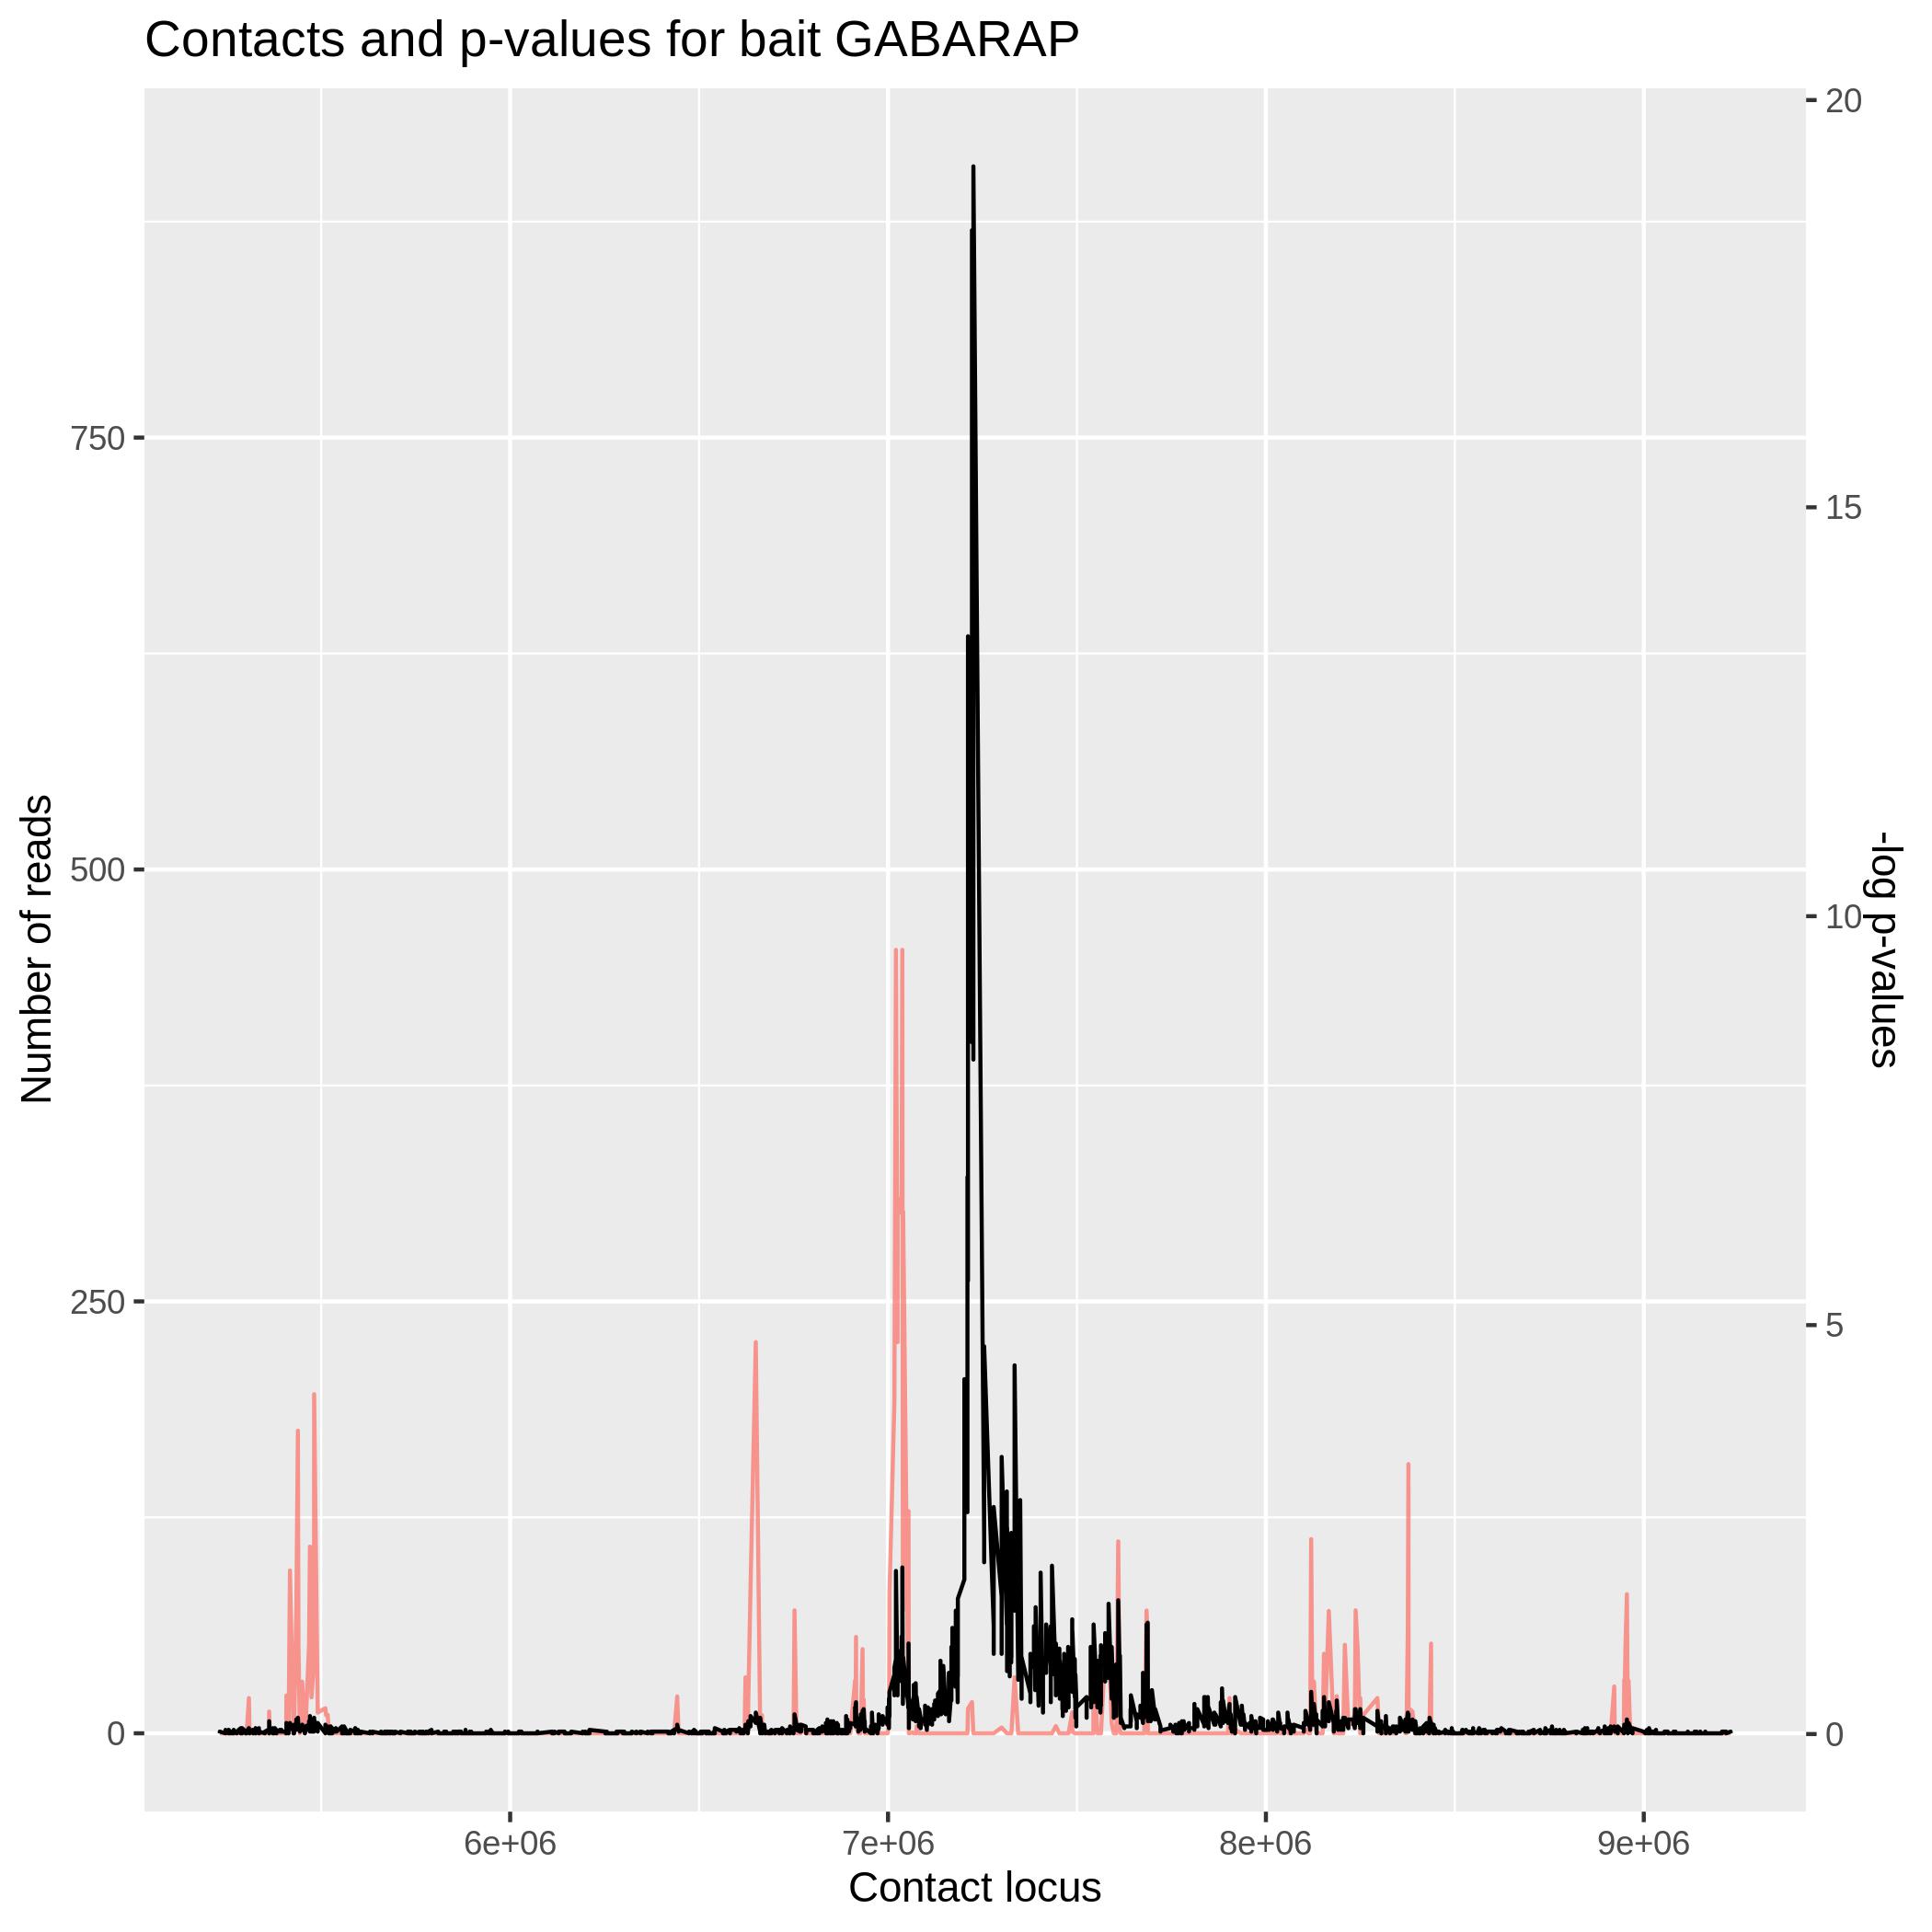 Contacts and p-values for bait GABARAP
Number of reads
750
500
250
0
20
15
10
5
0
-log p-values
6e+06 7e+06 8e+06 9e+06
Contact locus